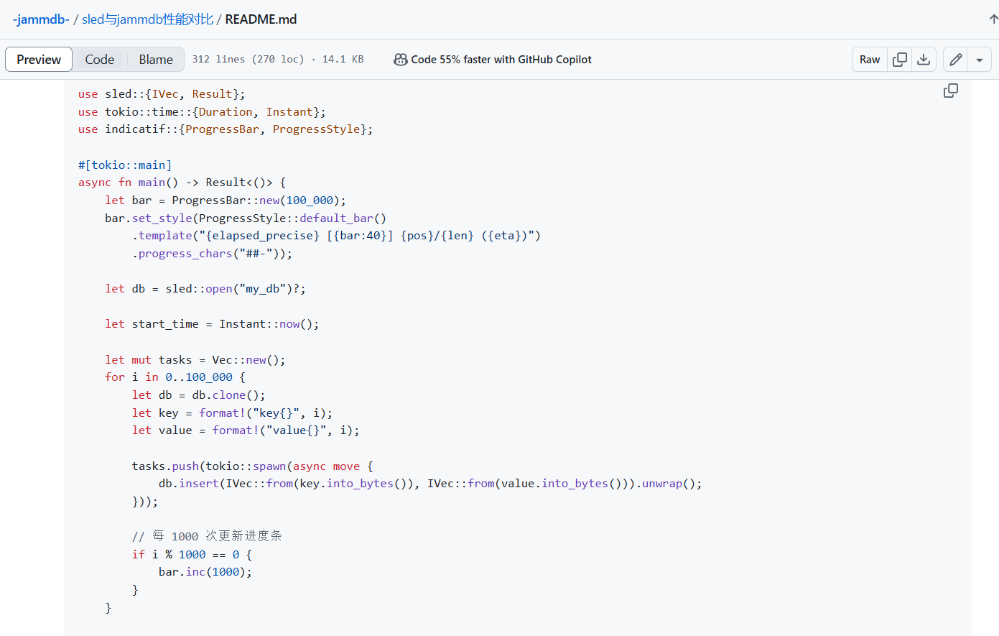 -jammdb- / sled与jammdb性能对比 / README.md
Preview Code Blame 312 lines (270 loc) · 14.1 KB Code 55% faster with GitHub Copilot Raw
use sled::{IVec, Result};
use tokio::time::{Duration, Instant};
use indicatif::{ProgressBar, ProgressStyle};

#[tokio::main]
async fn main() -> Result<()> {
    let bar = ProgressBar::new(100_000);
    bar.set_style(ProgressStyle::default_bar()
        .template("{elapsed_precise} [{bar:40}] {pos}/{len} ({eta})")
        .progress_chars("##-"));

    let db = sled::open("my_db")?;

    let start_time = Instant::now();

    let mut tasks = Vec::new();
    for i in 0..100_000 {
        let db = db.clone();
        let key = format!("key{}", i);
        let value = format!("value{}", i);

        tasks.push(tokio::spawn(async move {
            db.insert(IVec::from(key.into_bytes()), IVec::from(value.into_bytes())).unwrap();
        }));

        // 每 1000 次更新进度条
        if i % 1000 == 0 {
            bar.inc(1000);
        }
    }